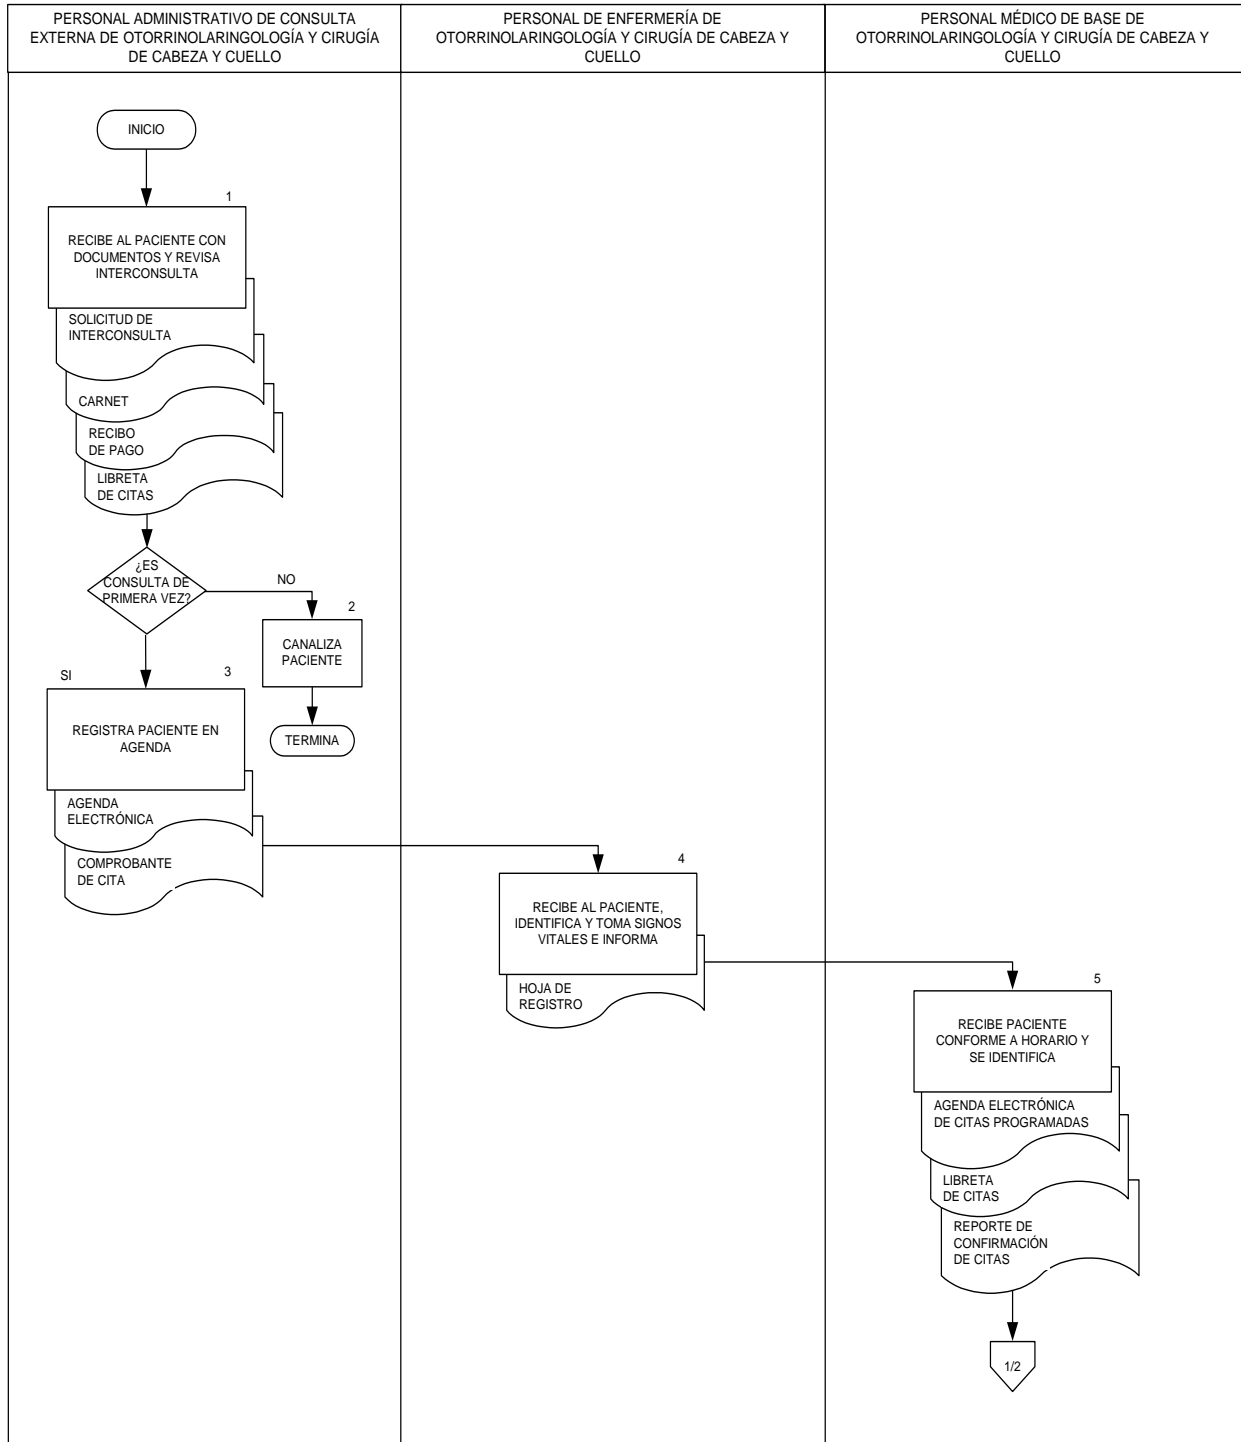 PERSONAL ADMINISTRATIVO DE CONSULTA
EXTERNA DE OTORRINOLARINGOLOGÍA Y CIRUGÍA
DE CABEZA Y CUELLO
PERSONAL DE ENFERMERÍA DE
OTORRINOLARINGOLOGÍA Y CIRUGÍA DE CABEZA Y
CUELLO
PERSONAL MÉDICO DE BASE DE
OTORRINOLARINGOLOGÍA Y CIRUGÍA DE CABEZA Y
CUELLO
INICIO
1
RECIBE AL PACIENTE CON
DOCUMENTOS Y REVISA
INTERCONSULTA
SOLICITUD DE
INTERCONSULTA
CARNET
RECIBO
DE PAGO
LIBRETA
DE CITAS
¿ES
CONSULTA DE
PRIMERA VEZ?
NO
2
CANALIZA
PACIENTE
TERMINA
SI
3
REGISTRA PACIENTE EN
AGENDA
AGENDA
ELECTRÓNICA
COMPROBANTE
DE CITA
4
RECIBE AL PACIENTE,
IDENTIFICA Y TOMA SIGNOS
VITALES E INFORMA
HOJA DE
REGISTRO
5
RECIBE PACIENTE
CONFORME A HORARIO Y
SE IDENTIFICA
AGENDA ELECTRÓNICA
DE CITAS PROGRAMADAS
LIBRETA
DE CITAS
REPORTE DE
CONFIRMACIÓN
DE CITAS
1/2